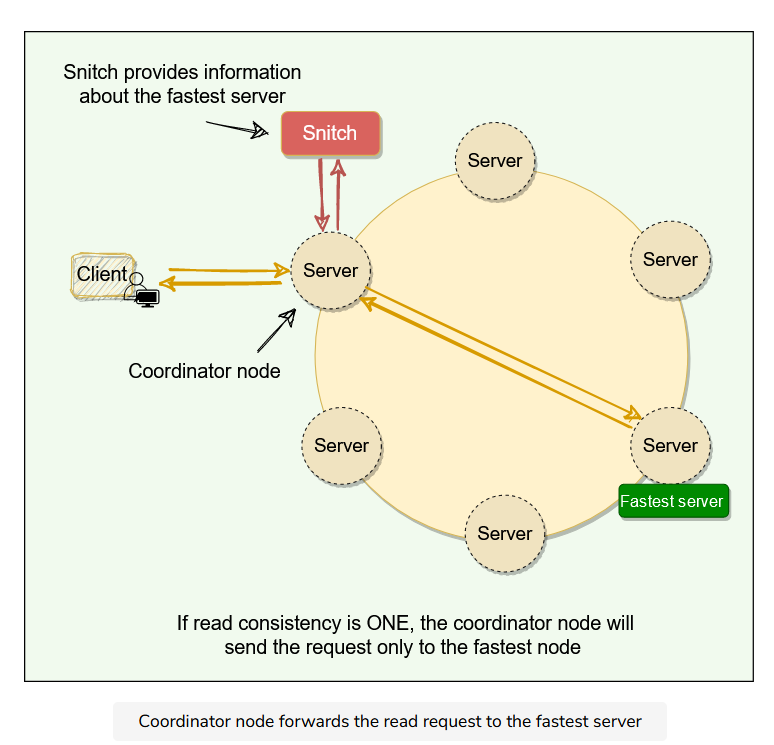 Snitch provides information
about the fastest server
Snitch
Server
Server
Client
Server
Coordinator node
Server
Server
Fastest server
Server
If read consistency is ONE, the coordinator node will
send the request only to the fastest node
Coordinator node forwards the read request to the fastest server